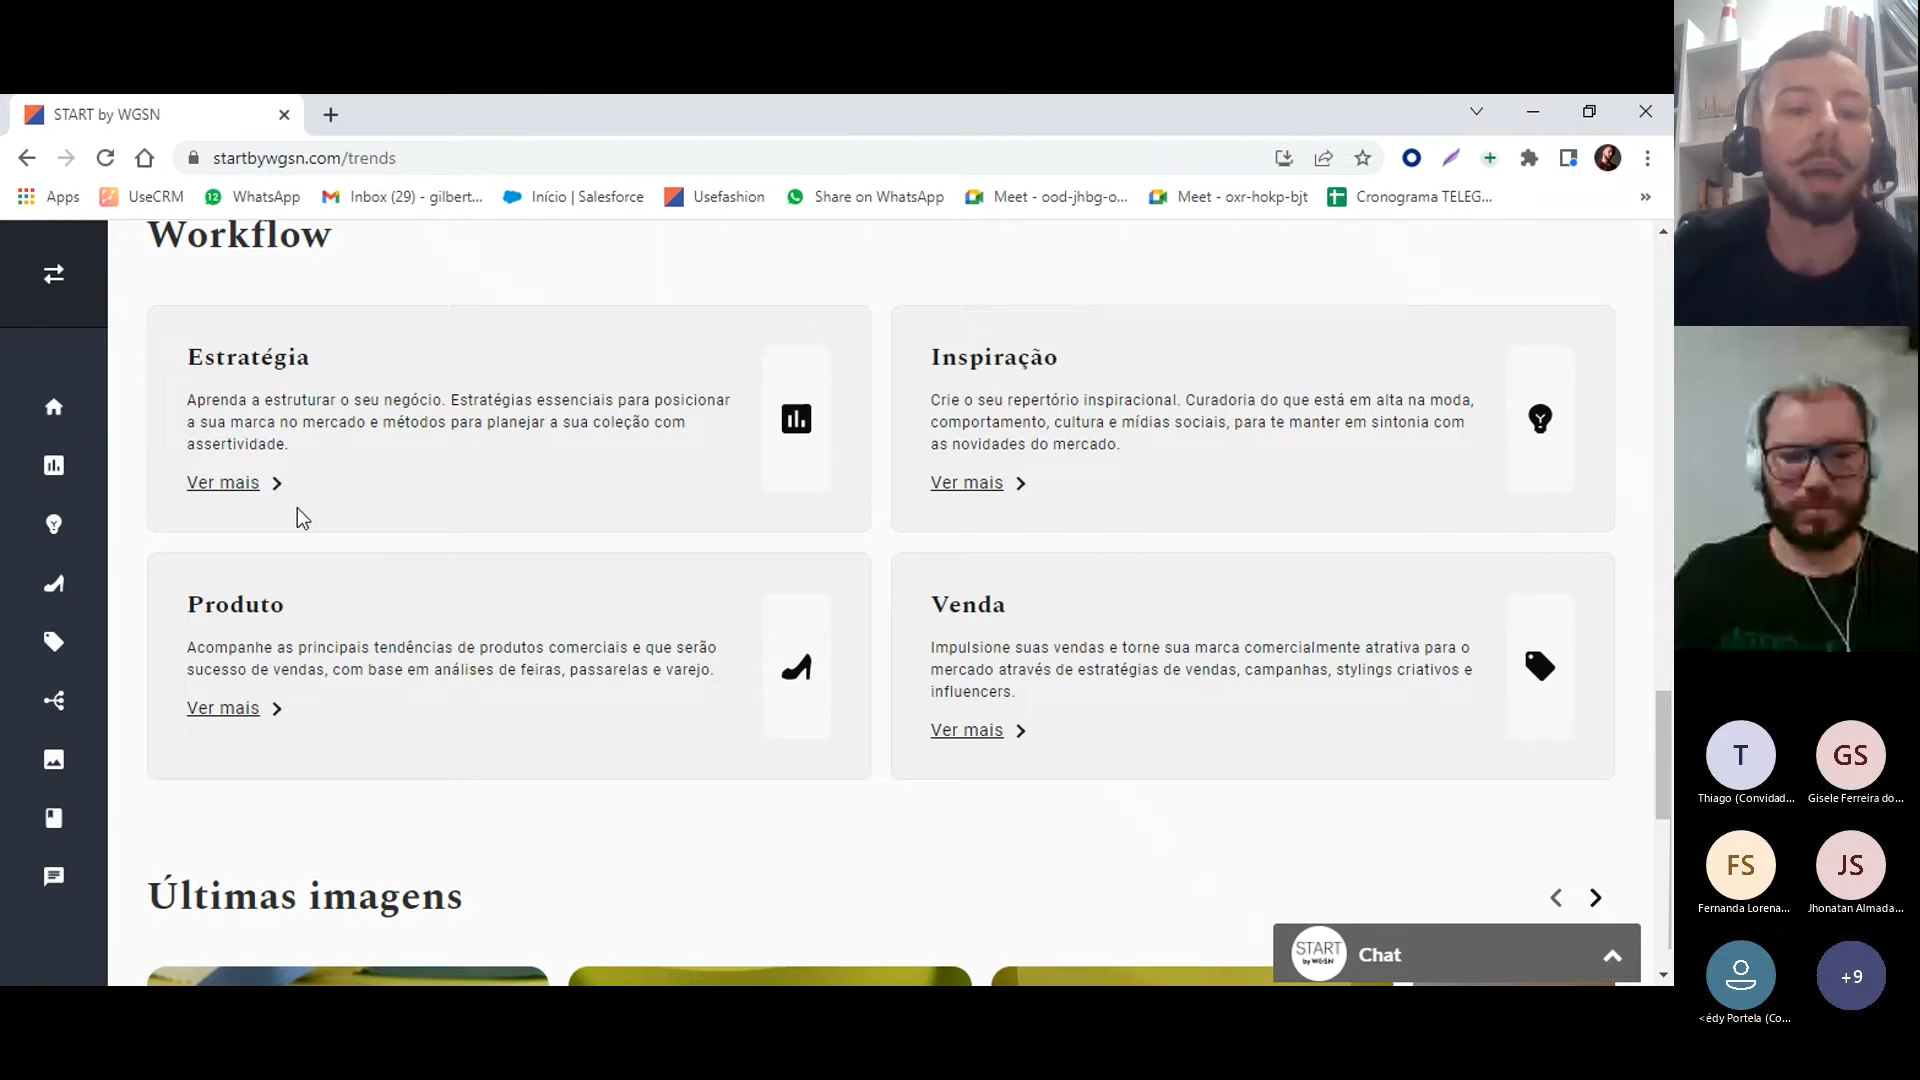 START by WGSN
startbywgsn.com/trends
Apps
UseCRM
12
WhatsApp
Inbox (29) - gilbert...
Início | Salesforce
Usefashion
Share on WhatsApp
Meet - ood-jhbg-o...
Meet - oxr-hokp-bjt
Cronograma TELEG...
»
Workflow
Estratégia
Aprenda a estruturar o seu negócio. Estratégias essenciais para posicionar
a sua marca no mercado e métodos para planejar a sua coleção com
assertividade.
Ver mais
Inspiração
Crie o seu repertório inspiracional. Curadoria do que está em alta na moda,
comportamento, cultura e mídias sociais, para te manter em sintonia com
as novidades do mercado.
Ver mais
Produto
Acompanhe as principais tendências de produtos comerciais e que serão
sucesso de vendas, com base em análises de feiras, passarelas e varejo.
Ver mais
Venda
Impulsione suas vendas e torne sua marca comercialmente atrativa para o
mercado através de estratégias de vendas, campanhas, stylings criativos e
influencers.
Ver mais
Últimas imagens
START
by WGSN
Chat
T
Thiago (Convidad...
GS
Gisele Ferreira do...
FS
Fernanda Lorena...
JS
Jhonatan Almada...
<édy Portela (Co...
+9